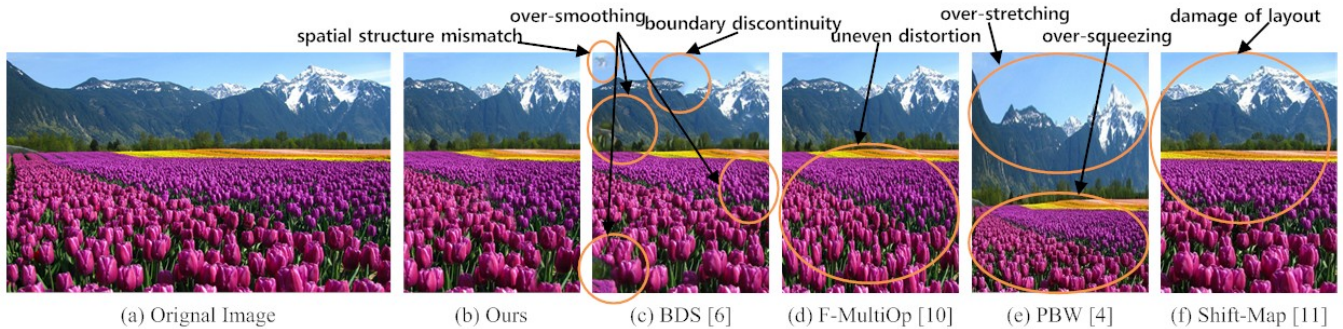 over-smoothing
over-stretching
damage of layout
boundary discontinuity
spatial structure mismatch
uneven distortion
over-squeezing
(a) Orignal Image
(b) Ours
(c) BDS [6]
(d) F-MultiOp [10]
(e) PBW [4]
(f) Shift-Map [11]